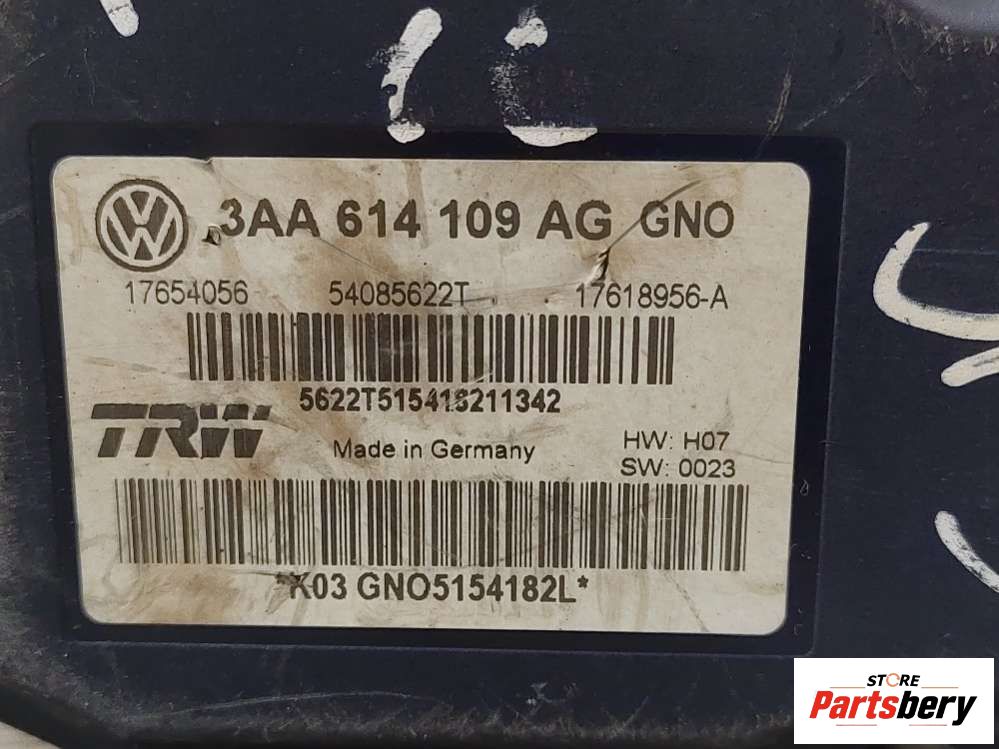 3AA 614 109 AG GNO
17654056 54085622T 17618956-A
5622T515418211342
TRW
Made in Germany
HW: H07
SW: 0023
*K03 GNO5154182L*
STORE
Partsbery